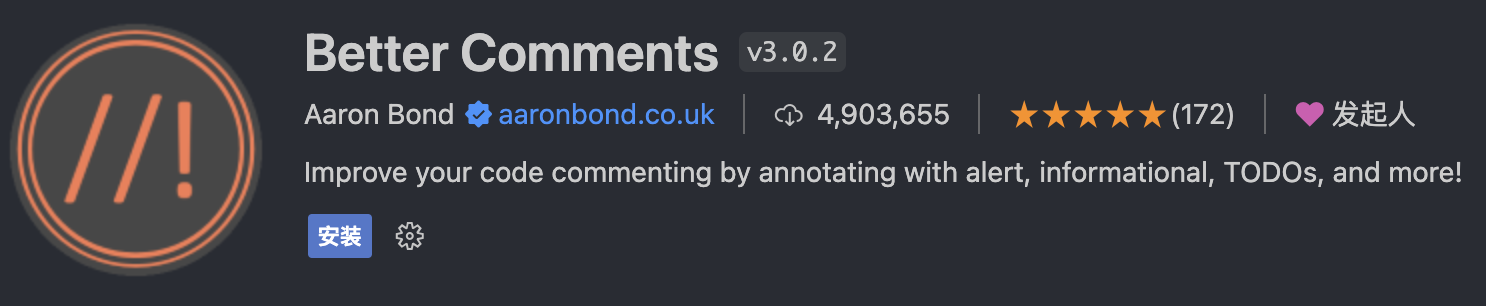 //!
Better Comments v3.0.2
Aaron Bond aaronbond.co.uk 4,903,655 ★★★★★(172) 发起人
Improve your code commenting by annotating with alert, informational, TODOs, and more!
安装